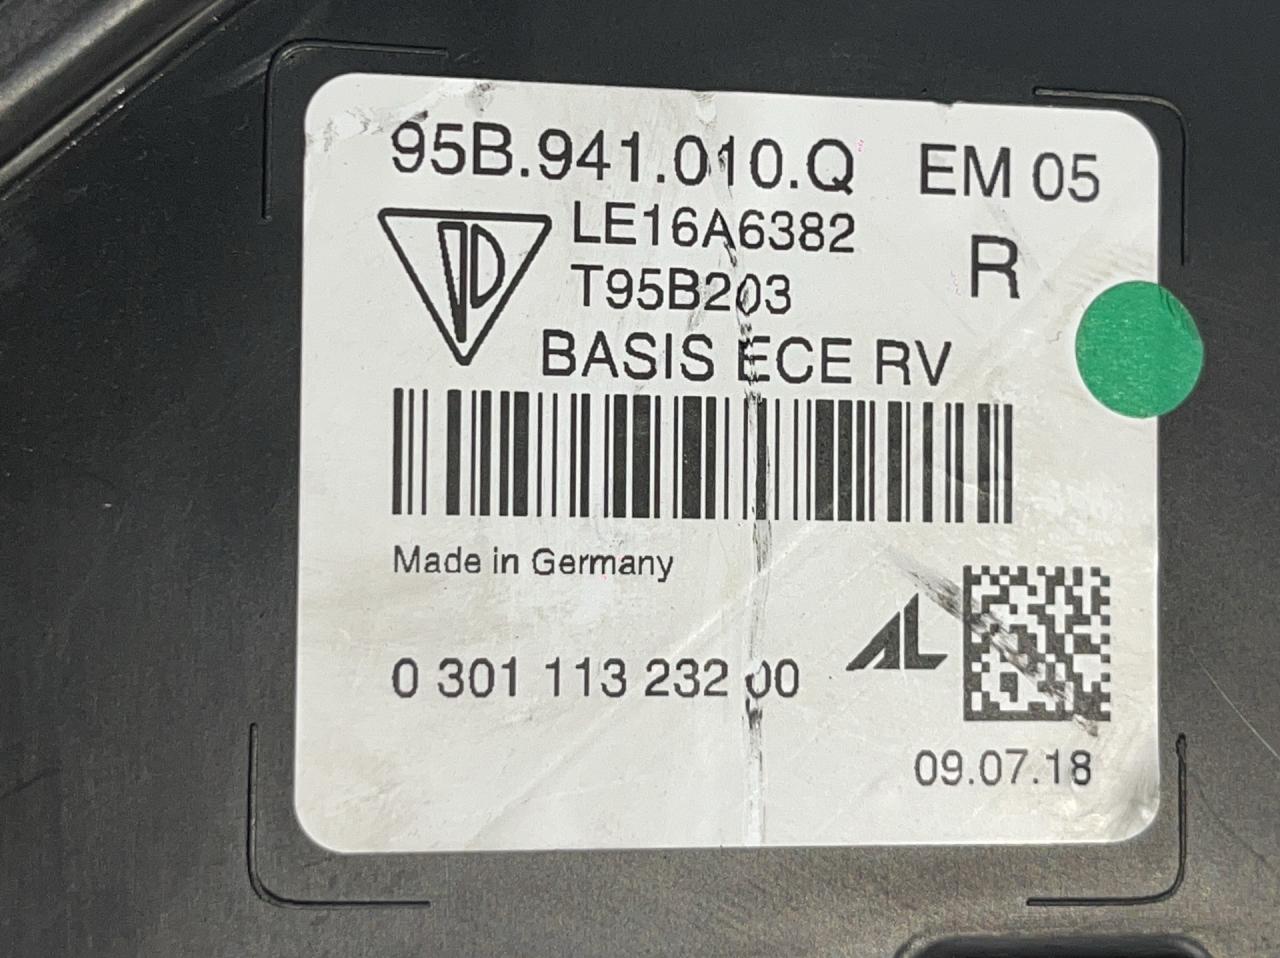 95B.941.010.Q EM 05
LE16A6382
R
T95B203
BASIS ECE RV
Made in Germany
0 301 113 232 00
AL
09.07.18